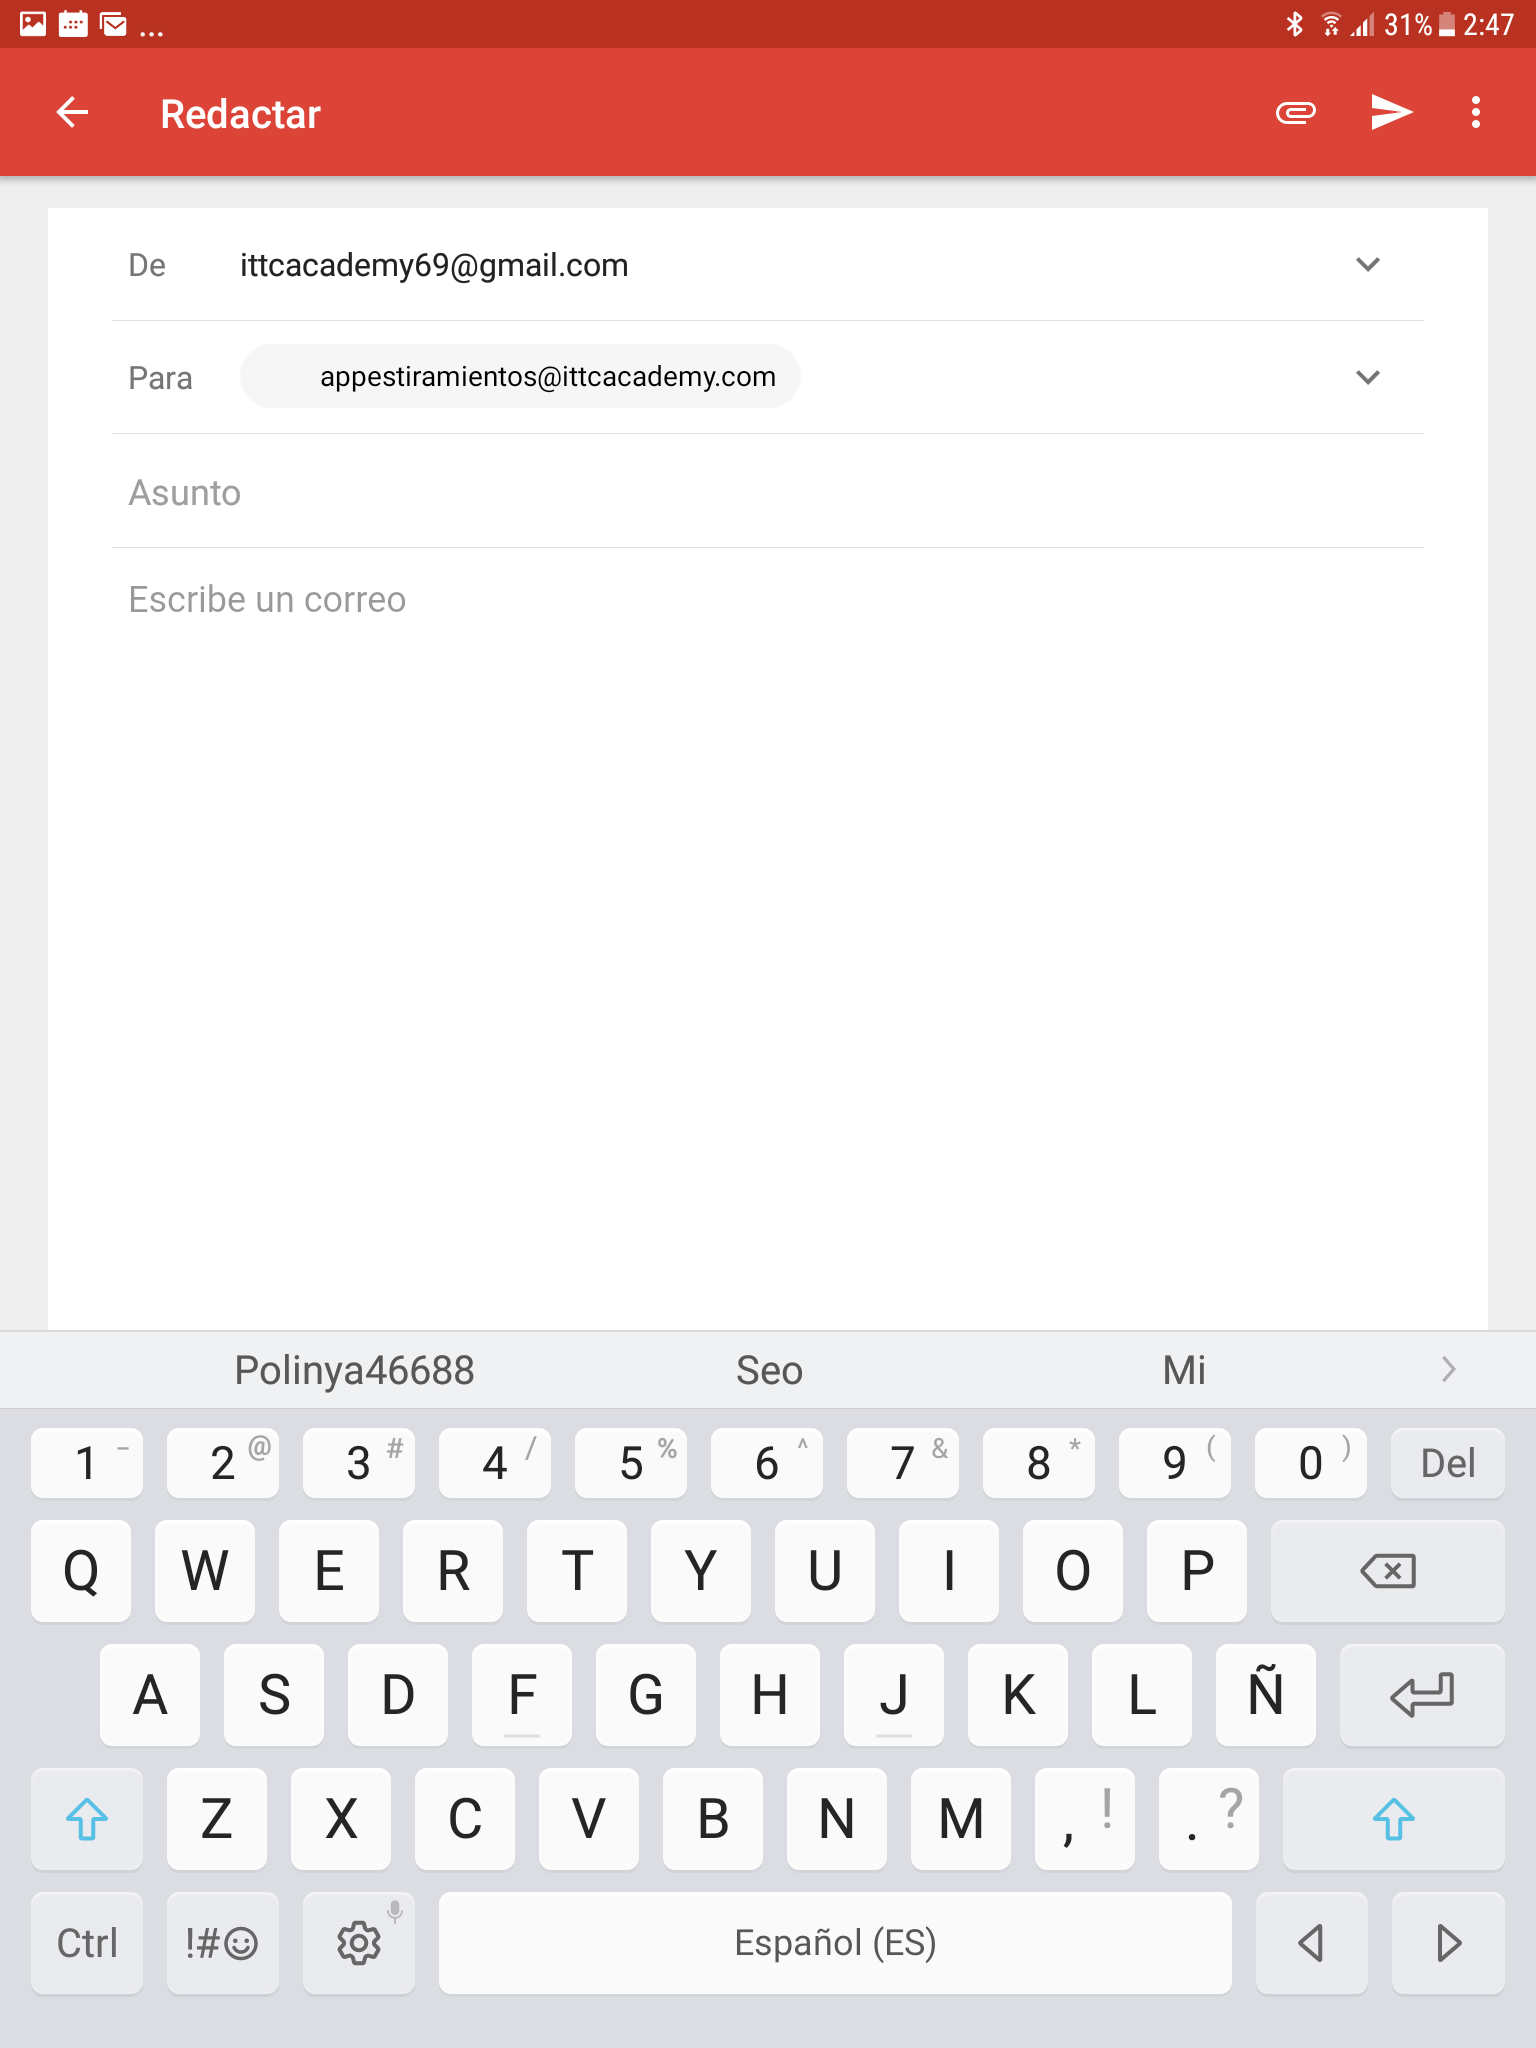 ... 31% 2:47
Redactar
De ittcacademy69@gmail.com
Para appestiramientos@ittcacademy.com
Asunto
Escribe un correo
Polinya46688 Seo Mi
1 – 2 @ 3 # 4 / 5 % 6 ^ 7 & 8 * 9 ( 0 ) Del
Q W E R T Y U I O P
A S D F G H J K L Ñ
Z X C V B N M , ! . ?
Ctrl !#☺ Español (ES)